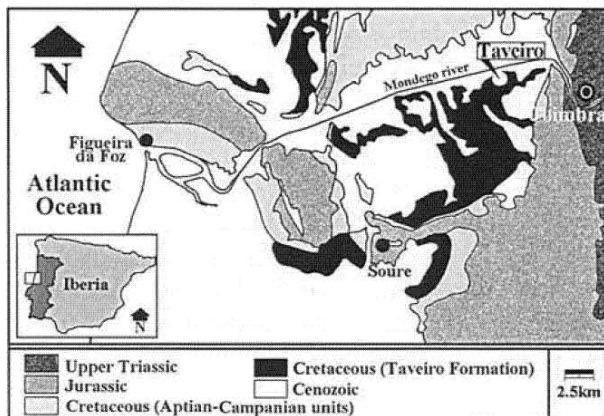 N
Taveiro
Mondego river
Coimbra
Figueira
da Foz
Atlantic
Ocean
Soure
Iberia
N
Upper Triassic
Jurassic
Cretaceous (Aptian-Campanian units)
Cretaceous (Taveiro Formation)
Cenozoic
2.5km